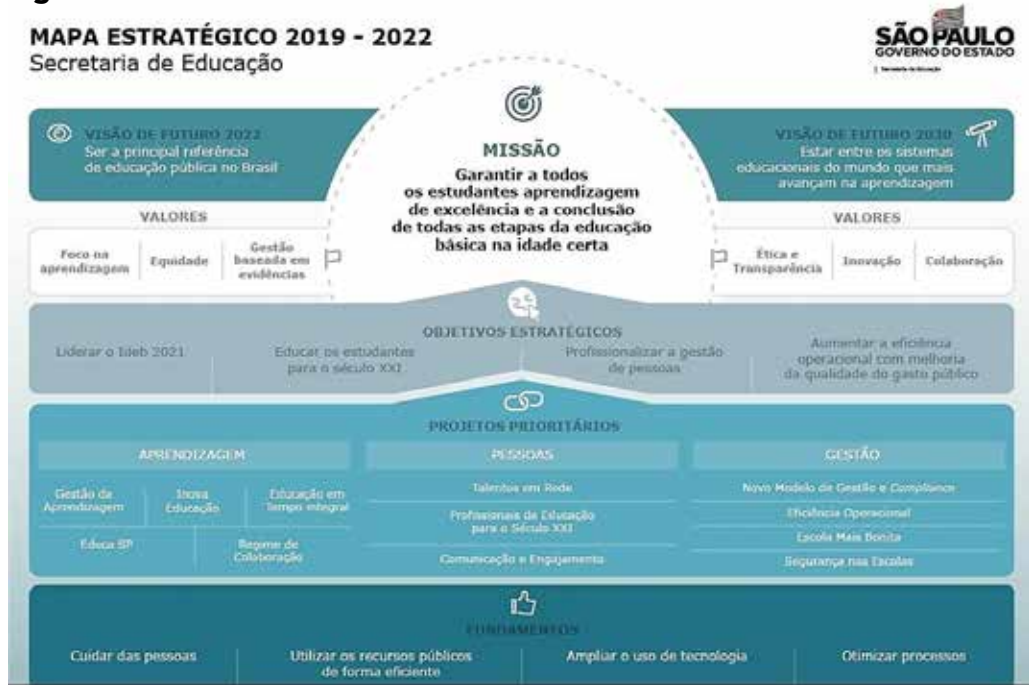 MAPA ESTRATÉGICO 2019 - 2022
Secretaria de Educação
SÃO PAULO
GOVERNO DO ESTADO
Secretaria da Educação
VISÃO DE FUTURO 2022
Ser a principal referência
de educação pública no Brasil
MISSÃO
Garantir a todos
os estudantes aprendizagem
de excelência e a conclusão
de todas as etapas da educação
básica na idade certa
VISÃO DE FUTURO 2030
Estar entre os sistemas
educacionais do mundo que mais
avançam na aprendizagem
VALORES
Foco na
aprendizagem
Equidade
Gestão
baseada em
evidências
VALORES
Ética e
Transparência
Inovação
Colaboração
OBJETIVOS ESTRATÉGICOS
Liderar o Ideb 2021
Educar os estudantes
para o século XXI
Profissionalizar a gestão
de pessoas
Aumentar a eficiência
operacional com melhoria
da qualidade do gasto público
PROJETOS PRIORITÁRIOS
APRENDIZAGEM
Gestão da
Aprendizagem
Inova
Educação
Educação em
Tempo integral
Educa SP
Regime de
Colaboração
PESSOAS
Talentos em Rede
Profissionais da Educação
para o Século XXI
Comunicação e Engajamento
GESTÃO
Novo Modelo de Gestão e Compliance
Eficiência Operacional
Escola Mais Bonita
Segurança nas Escolas
FUNDAMENTOS
Cuidar das pessoas
Utilizar os recursos públicos
de forma eficiente
Ampliar o uso de tecnologia
Otimizar processos